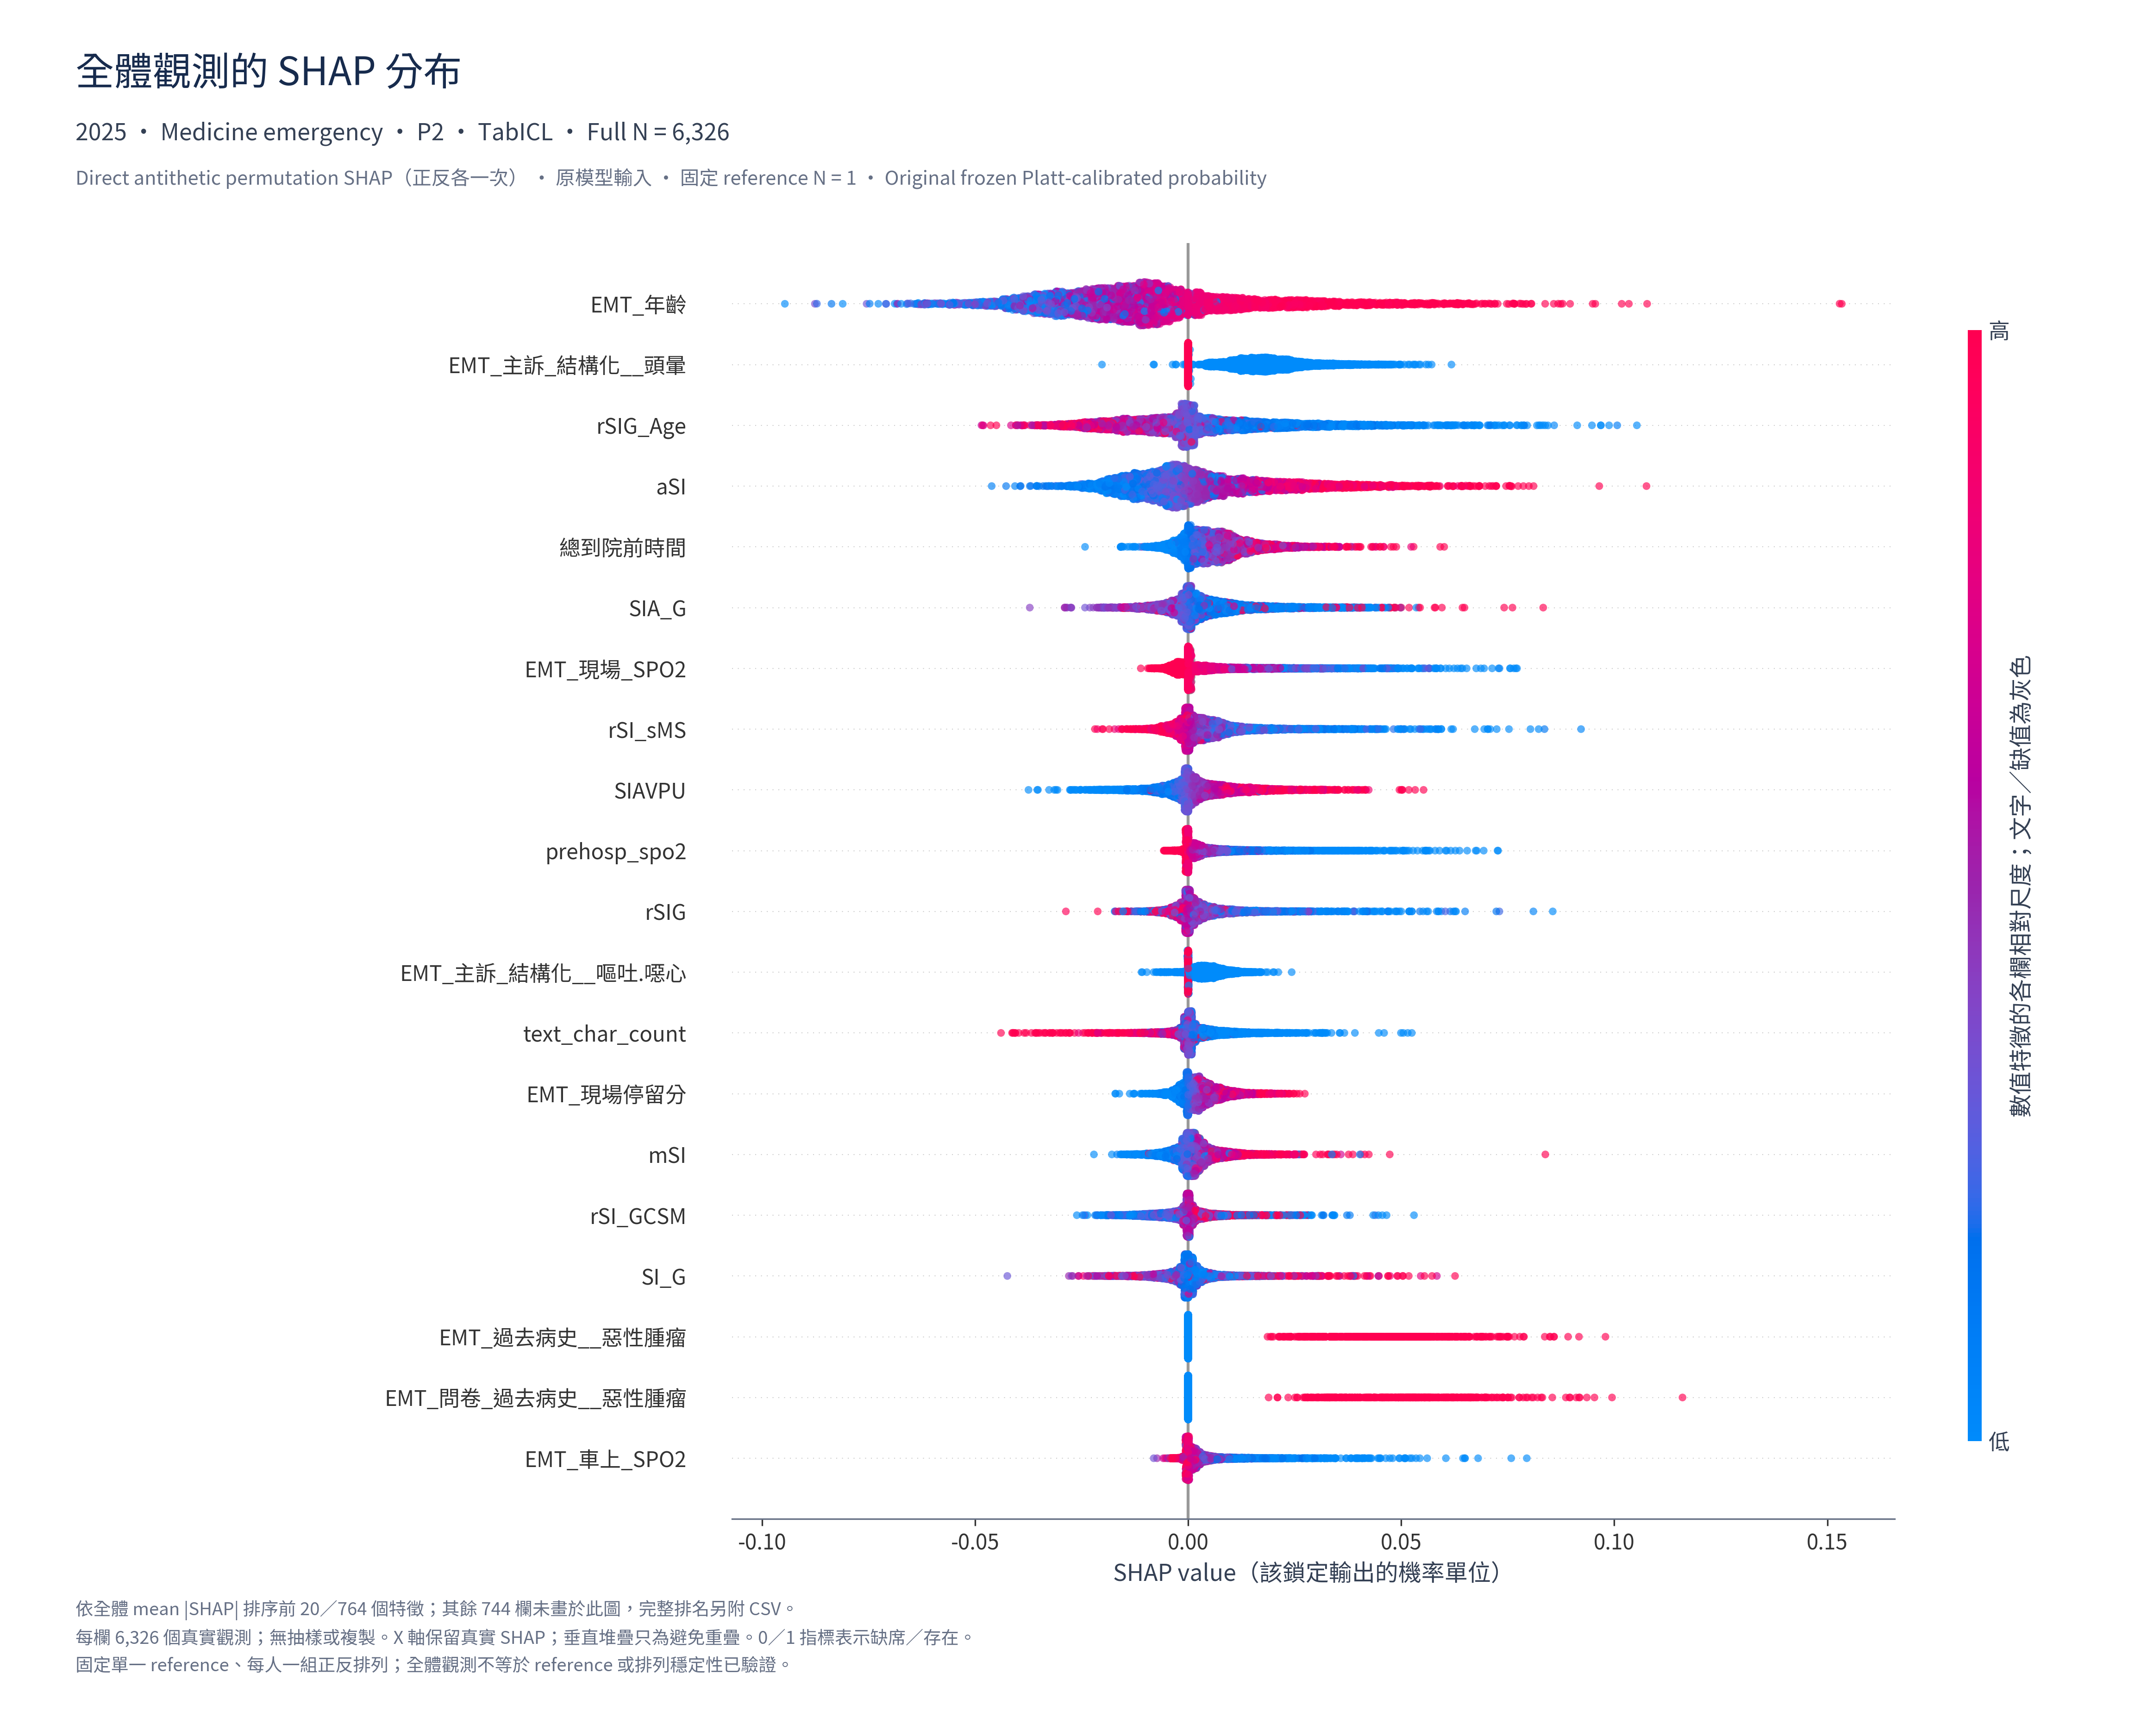 全體觀測的 SHAP 分布
2025 • Medicine emergency • P2 • TabICL • Full N = 6,326
Direct antithetic permutation SHAP（正反各一次） • 原模型輸入 • 固定 reference N = 1 • Original frozen Platt-calibrated probability
EMT_年齡
EMT_主訴_結構化__頭暈
rSIG_Age
aSI
總到院前時間
SIA_G
EMT_現場_SPO2
rSI_sMS
SIAVPU
prehosp_spo2
rSIG
EMT_主訴_結構化__嘔吐.噁心
text_char_count
EMT_現場停留分
mSI
rSI_GCSM
SI_G
EMT_過去病史__惡性腫瘤
EMT_問卷_過去病史__惡性腫瘤
EMT_車上_SPO2
-0.10
-0.05
0.00
0.05
0.10
0.15
SHAP value（該鎖定輸出的機率單位）
高
低
數值特徵的各欄相對尺度；文字／缺值為灰色
依全體 mean |SHAP| 排序前 20／764 個特徵；其餘 744 欄未畫於此圖，完整排名另附 CSV。
每欄 6,326 個真實觀測；無抽樣或複製。X 軸保留真實 SHAP；垂直堆疊只為避免重疊。0／1 指標表示缺席／存在。
固定單一 reference、每人一組正反排列；全體觀測不等於 reference 或排列穩定性已驗證。